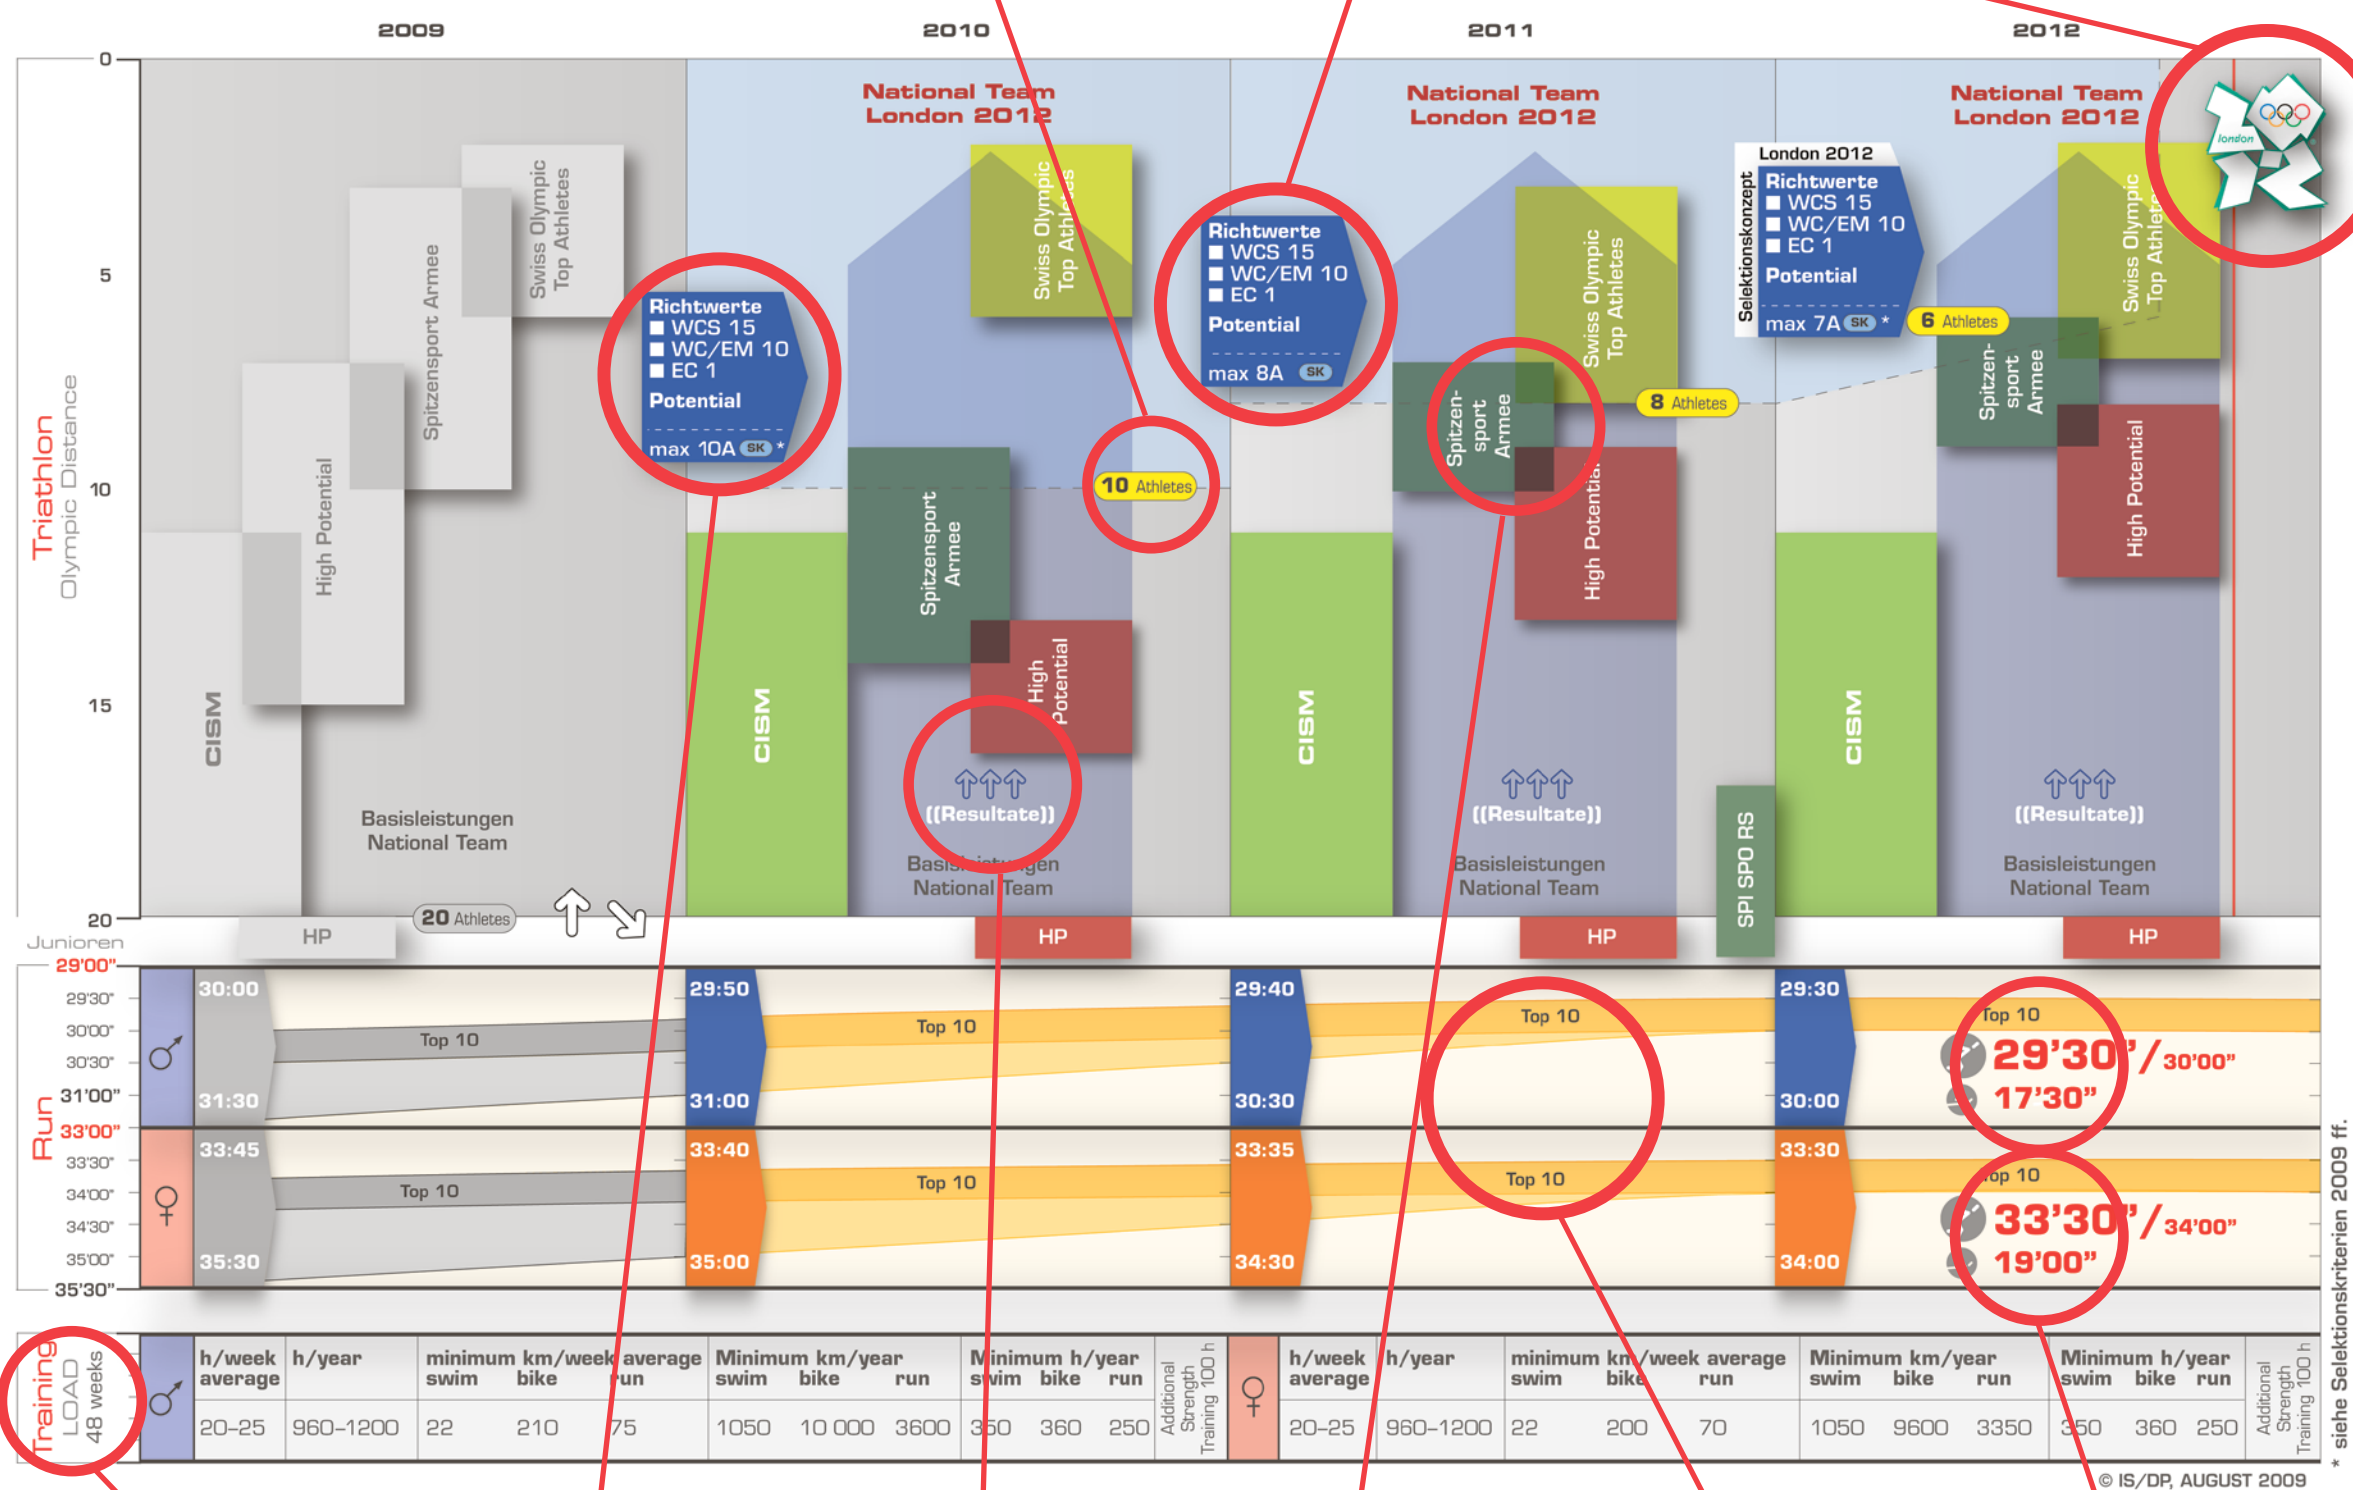 2009
2010
2011
2012
Triathlon
Olympic Distance
0
5
10
15
20
CISM
High Potential
Spitzensport Armee
Swiss Olympic
Top Athletes
Basisleistungen
National Team
20 Athletes
Richtwerte
WCS 15
WC/EM 10
EC 1
Potential
max 10A SK *
National Team
London 2012
Swiss Olympic
Top Athletes
10 Athletes
CISM
Spitzensport
Armee
High
Potential
((Resultate))
Basisleistungen
National Team
Richtwerte
WCS 15
WC/EM 10
EC 1
Potential
max 8A SK
National Team
London 2012
Swiss Olympic
Top Athletes
8 Athletes
CISM
Spitzen-
sport
Armee
High Potential
((Resultate))
Basisleistungen
National Team
SPI SPO RS
Selektionskonzept
London 2012
Richtwerte
WCS 15
WC/EM 10
EC 1
Potential
max 7A SK *
6 Athletes
National Team
London 2012
Swiss Olympic
Top Athletes
london
CISM
Spitzen-
sport
Armee
High Potential
((Resultate))
Basisleistungen
National Team
Junioren
HP
HP
HP
HP
Run
29'00"
29'30"
30'00"
30'30"
31'00"
33'00"
33'30"
34'00"
34'30"
35'00"
35'30"
30:00
31:30
Top 10
29:50
31:00
Top 10
29:40
30:30
Top 10
29:30
30:00
Top 10
29'30"/30'00"
17'30"
33:45
35:30
Top 10
33:40
35:00
Top 10
33:35
34:30
Top 10
33:30
34:00
Top 10
33'30"/34'00"
19'00"
Training
LOAD
48 weeks
h/week h/year minimum km/week average Minimum km/year Minimum h/year
average swim bike run swim bike run swim bike run
20–25 960–1200 22 210 75 1050 10 000 3600 350 360 250
Additional
Strength
Training 100 h
h/week h/year minimum km/week average Minimum km/year Minimum h/year
average swim bike run swim bike run swim bike run
20–25 960–1200 22 200 70 1050 9600 3350 350 360 250
Additional
Strength
Training 100 h
* siehe Selektionskriterien 2009 ff.
© IS/DP, AUGUST 2009